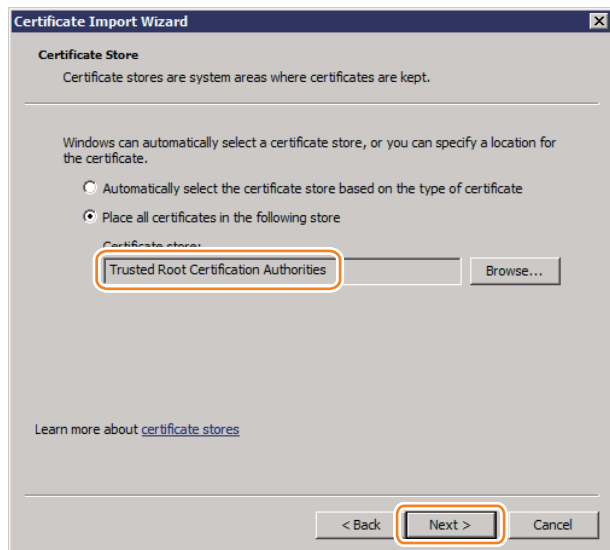 Certificate Import Wizard
Certificate Store
Certificate stores are system areas where certificates are kept.
Windows can automatically select a certificate store, or you can specify a location for
the certificate.
Automatically select the certificate store based on the type of certificate
Place all certificates in the following store
Certificate store:
Trusted Root Certification Authorities
Browse...
Learn more about certificate stores
< Back
Next >
Cancel